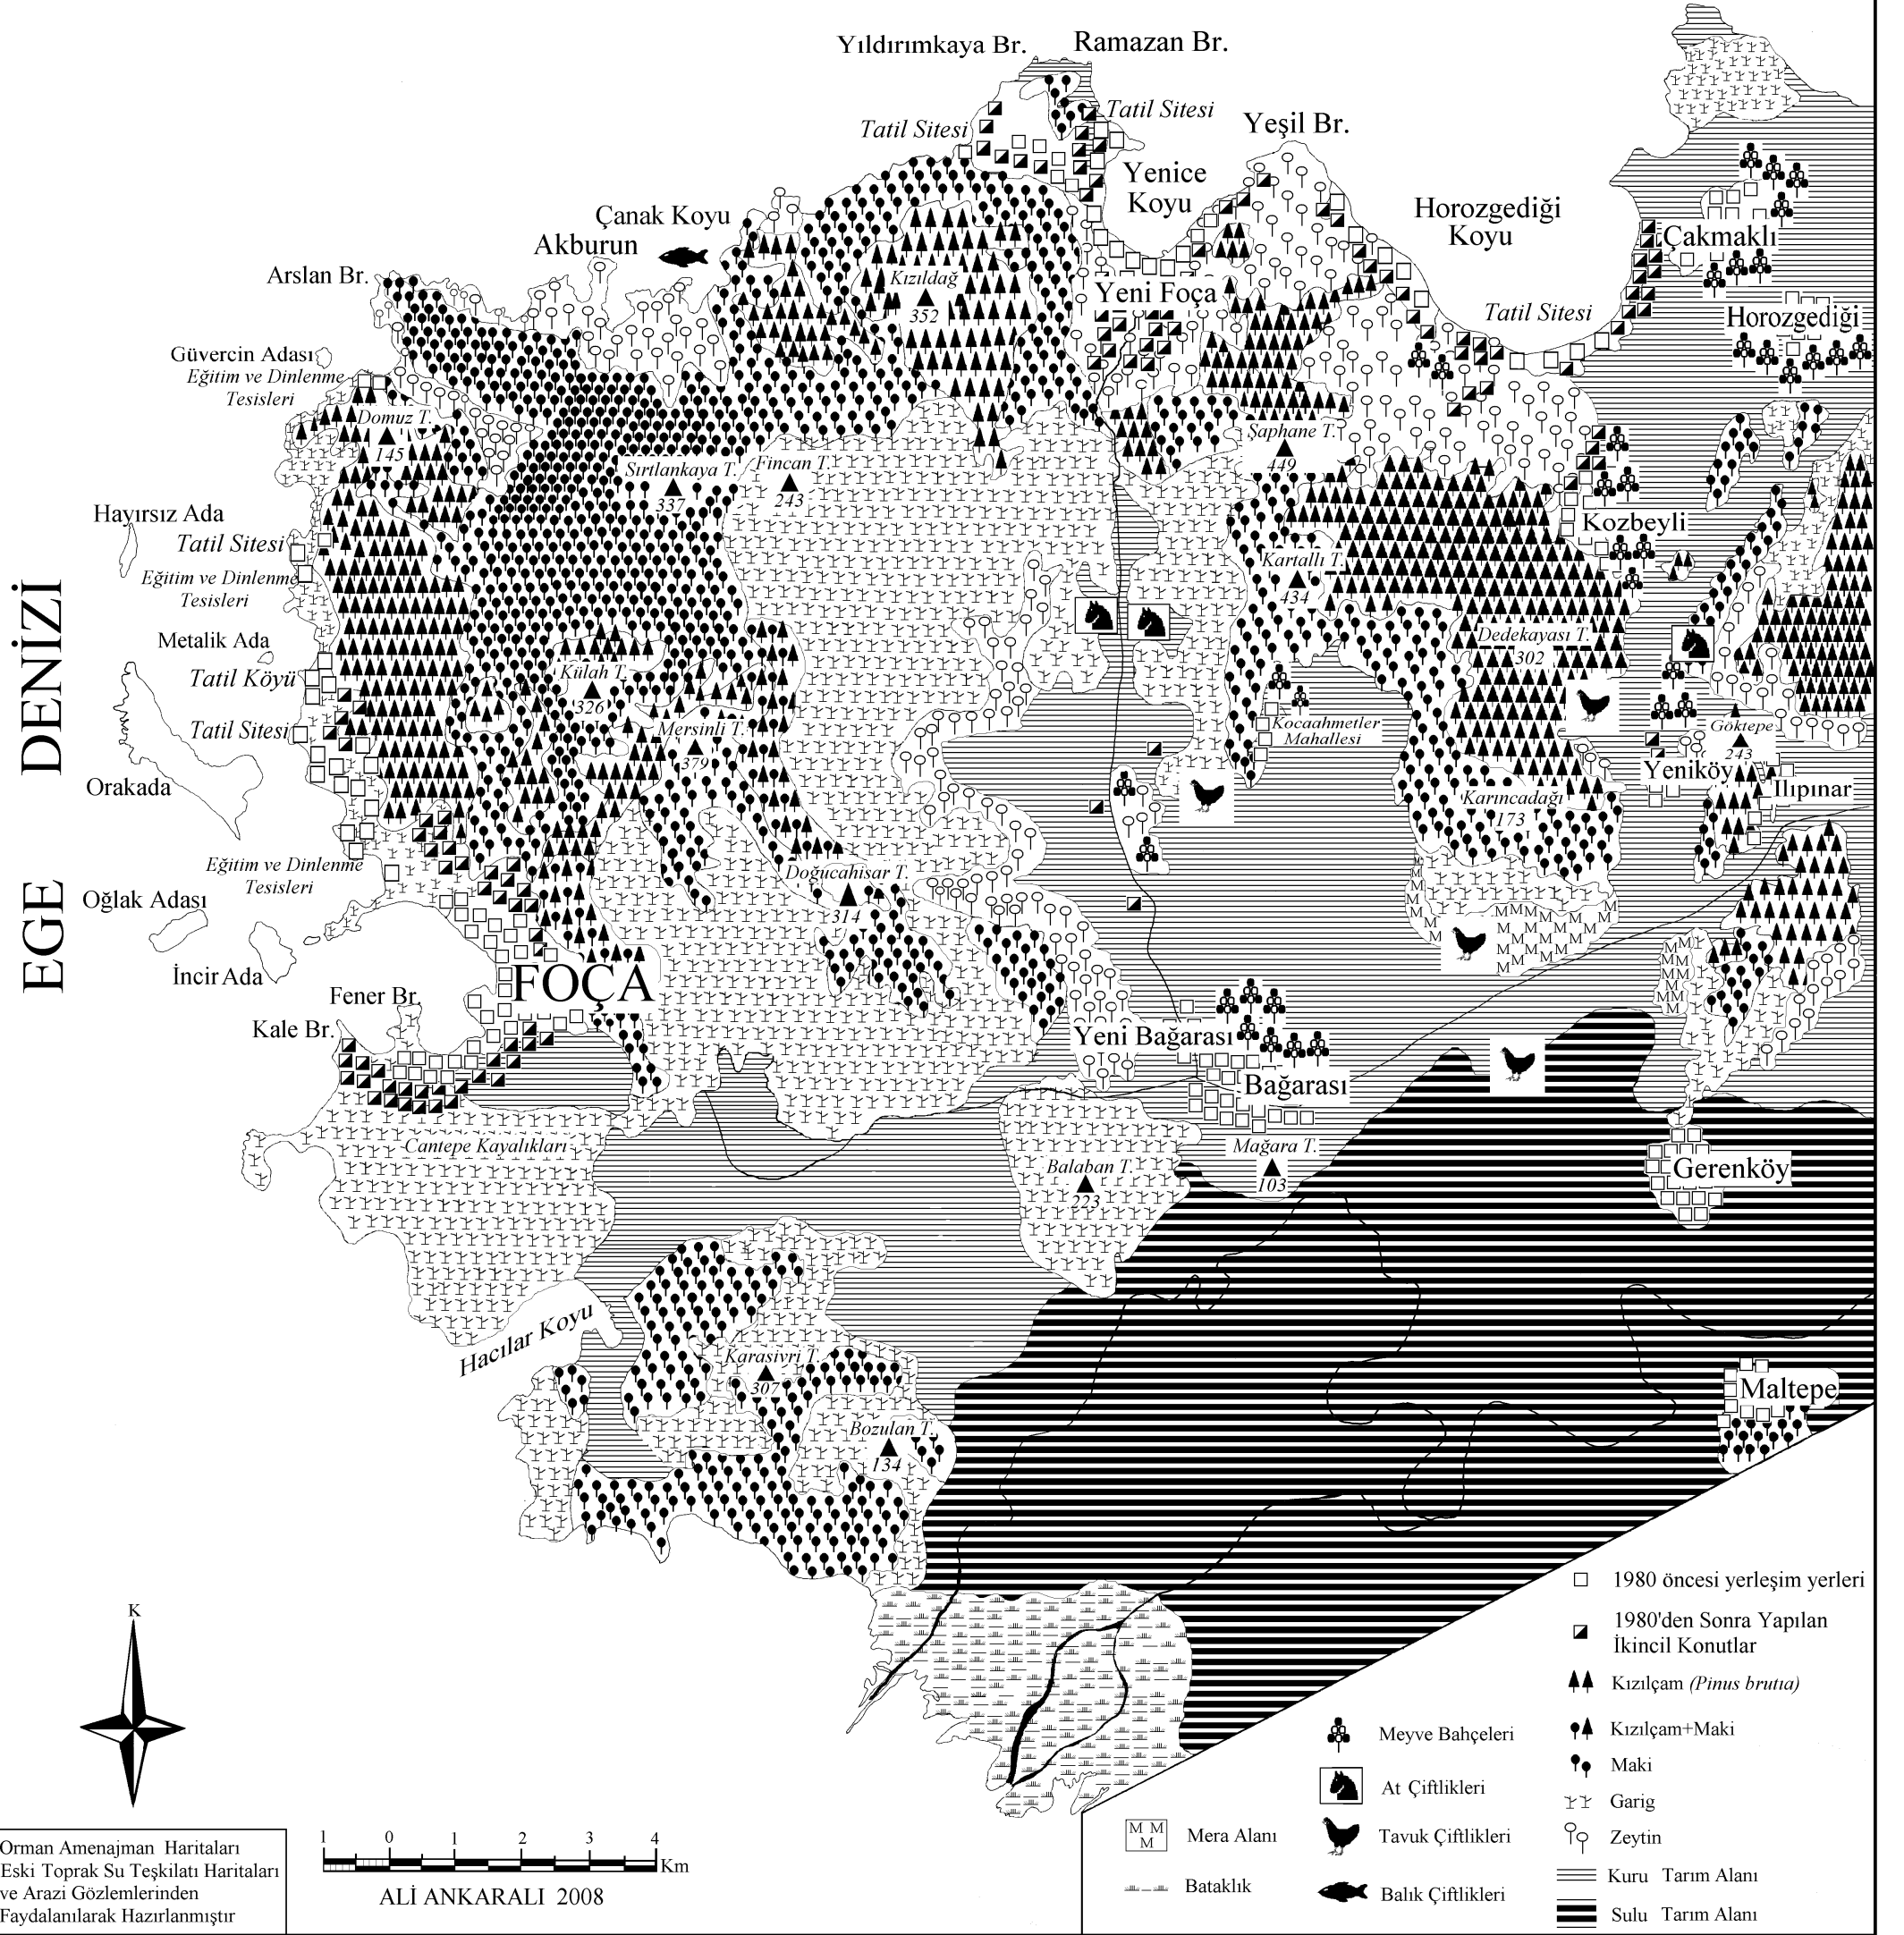 Yıldırımkaya Br.
Ramazan Br.
Tatil Sitesi
Tatil Sitesi
Yeşil Br.
Yenice
Koyu
Çanak Koyu
Akburun
Arslan Br.
Horozgediği
Koyu
Çakmaklı
Kızıldağ
352
Yeni Foça
Tatil Sitesi
Horozgediği
Güvercin Adası
Eğitim ve Dinlenme
Tesisleri
Domuz T.
145
Şaphane T.
449
Sırtlankaya T.
337
Fincan T.
243
Hayırsız Ada
Tatil Sitesi
Kozbeyli
Eğitim ve Dinlenme
Tesisleri
Kartallı T.
434
Metalik Ada
Tatil Köyü
Dedekayası T.
302
Külah T.
326
Tatil Sitesi
Mersinli T.
379
Kocaahmetler
Mahallesi
Göktepe
243
Yeniköy
Ilıpınar
Orakada
Karıncadağı
173
EGE DENİZİ
Eğitim ve Dinlenme
Tesisleri
Doğucahisar T.
314
Oğlak Adası
İncir Ada
FOÇA
Fener Br.
Kale Br.
Yeni Bağarası
Bağarası
Cantepe Kayalıkları
Mağara T.
103
Balaban T.
223
Gerenköy
Hacılar Koyu
Karasivri T.
307
Maltepe
Bozulan T.
134
K
1 0 1 2 3 4
Km
ALİ ANKARALI 2008
Orman Amenajman Haritaları
Eski Toprak Su Teşkilatı Haritaları
ve Arazi Gözlemlerinden
Faydalanılarak Hazırlanmıştır
1980 öncesi yerleşim yerleri
1980'den Sonra Yapılan
İkincil Konutlar
Kızılçam (Pinus brutıa)
Kızılçam+Maki
Maki
Garig
Zeytin
Kuru Tarım Alanı
Sulu Tarım Alanı
Meyve Bahçeleri
At Çiftlikleri
Tavuk Çiftlikleri
Balık Çiftlikleri
M M
M
Mera Alanı
Bataklık